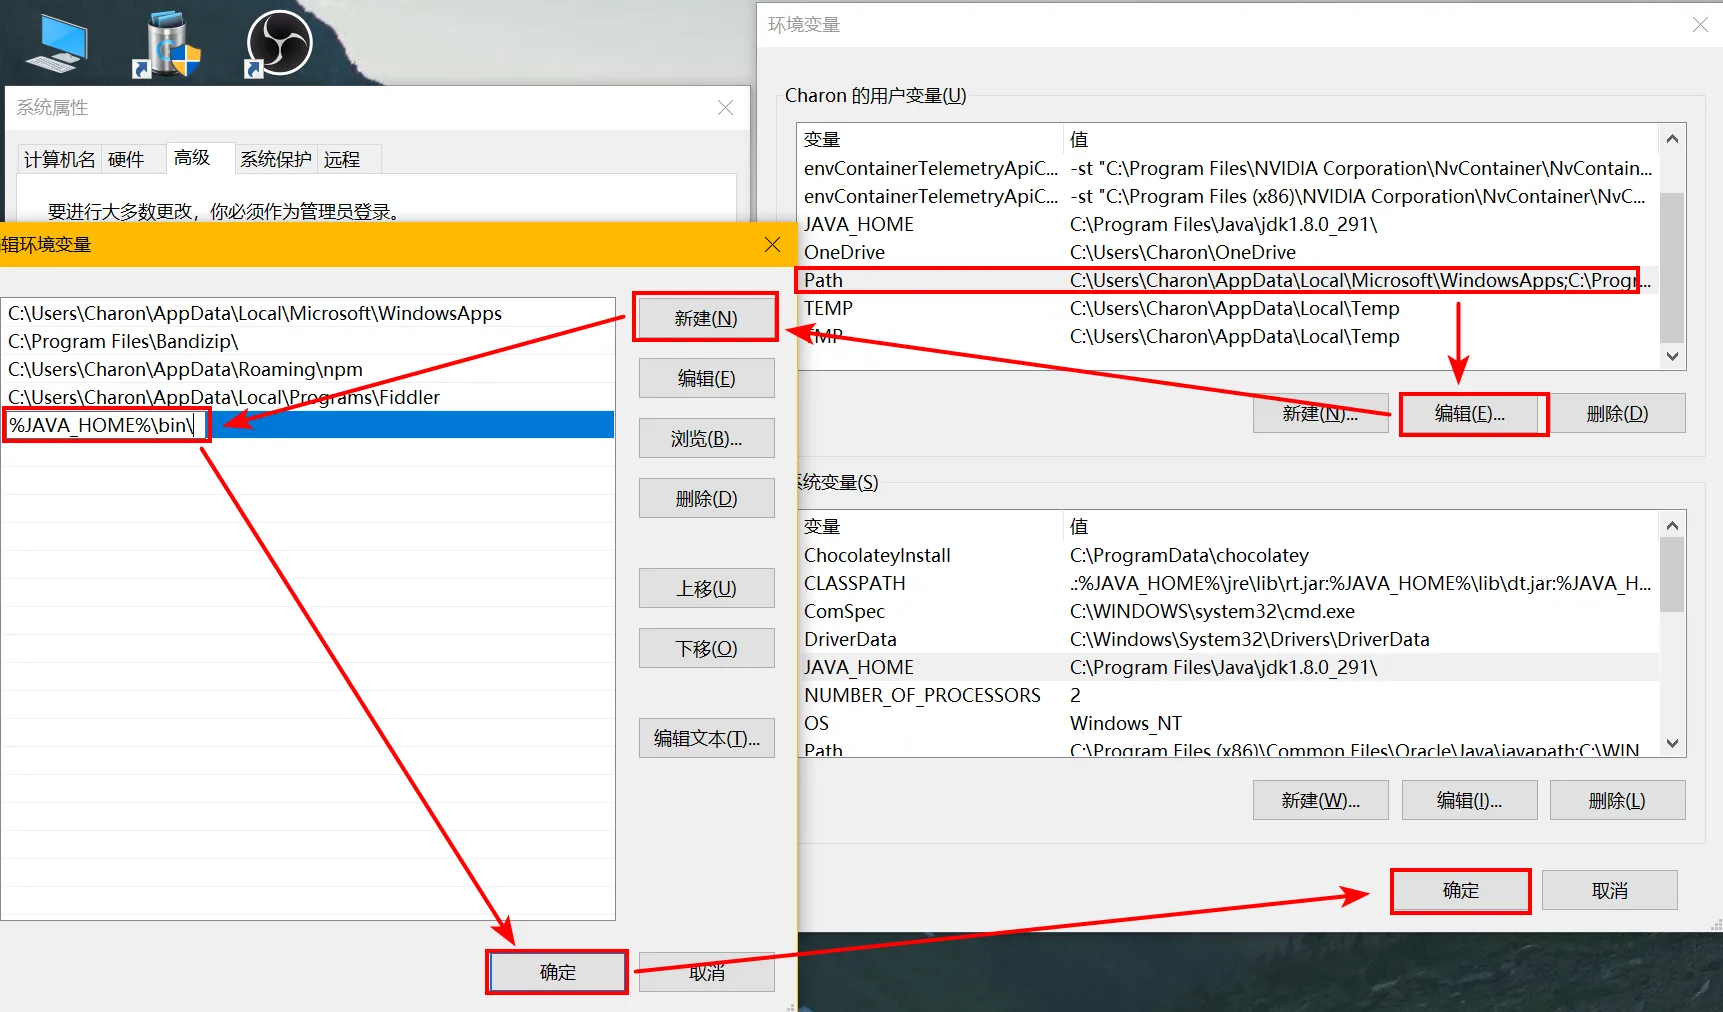 系统属性
计算机名 硬件 高级 系统保护 远程
要进行大多数更改，你必须作为管理员登录。
辑环境变量
C:\Users\Charon\AppData\Local\Microsoft\WindowsApps
C:\Program Files\Bandizip\
C:\Users\Charon\AppData\Roaming\npm
C:\Users\Charon\AppData\Local\Programs\Fiddler
%JAVA_HOME%\bin\
新建(N)
编辑(E)
浏览(B)...
删除(D)
上移(U)
下移(O)
编辑文本(T)...
确定
取消
环境变量
Charon 的用户变量(U)
变量 值
envContainerTelemetryApiC... -st "C:\Program Files\NVIDIA Corporation\NvContainer\NvContain...
envContainerTelemetryApiC... -st "C:\Program Files (x86)\NVIDIA Corporation\NvContainer\NvC...
JAVA_HOME C:\Program Files\Java\jdk1.8.0_291\
OneDrive C:\Users\Charon\OneDrive
Path C:\Users\Charon\AppData\Local\Microsoft\WindowsApps;C:\Progr...
TEMP C:\Users\Charon\AppData\Local\Temp
TMP C:\Users\Charon\AppData\Local\Temp
新建(N)... 编辑(E)... 删除(D)
系统变量(S)
变量 值
ChocolateyInstall C:\ProgramData\chocolatey
CLASSPATH .:%JAVA_HOME%\jre\lib\rt.jar:%JAVA_HOME%\lib\dt.jar:%JAVA_H...
ComSpec C:\WINDOWS\system32\cmd.exe
DriverData C:\Windows\System32\Drivers\DriverData
JAVA_HOME C:\Program Files\Java\jdk1.8.0_291\
NUMBER_OF_PROCESSORS 2
OS Windows_NT
Path C:\Program Files (x86)\Common Files\Oracle\Java\javapath;C:\WIN
新建(W)... 编辑(I)... 删除(L)
确定 取消